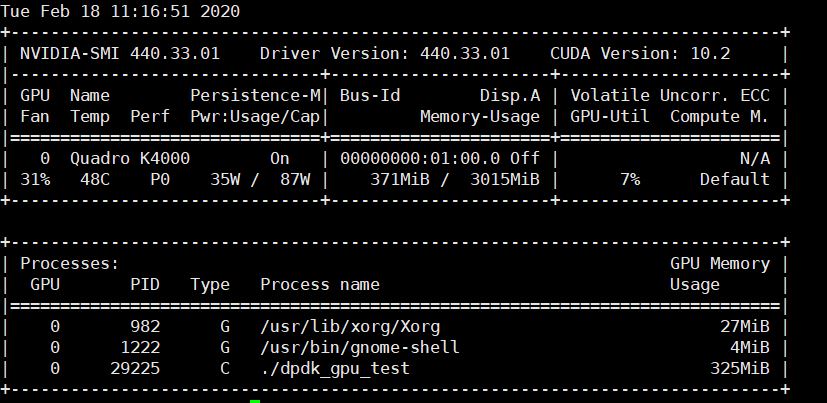 Tue Feb 18 11:16:51 2020
+-----------------------------------------------------------------------------+
| NVIDIA-SMI 440.33.01    Driver Version: 440.33.01    CUDA Version: 10.2     |
|-------------------------------+----------------------+----------------------+
| GPU  Name        Persistence-M| Bus-Id        Disp.A | Volatile Uncorr. ECC |
| Fan  Temp  Perf  Pwr:Usage/Cap|         Memory-Usage | GPU-Util  Compute M. |
|===============================+======================+======================|
|   0  Quadro K4000        On   | 00000000:01:00.0 Off |                  N/A |
| 31%   48C    P0    35W /  87W |    371MiB /  3015MiB |      7%      Default |
+-------------------------------+----------------------+----------------------+

+-----------------------------------------------------------------------------+
| Processes:                                                       GPU Memory |
|  GPU       PID   Type   Process name                             Usage      |
|=============================================================================|
|    0       982      G   /usr/lib/xorg/Xorg                            27MiB |
|    0      1222      G   /usr/bin/gnome-shell                           4MiB |
|    0     29225      C   ./dpdk_gpu_test                              325MiB |
+-----------------------------------------------------------------------------+